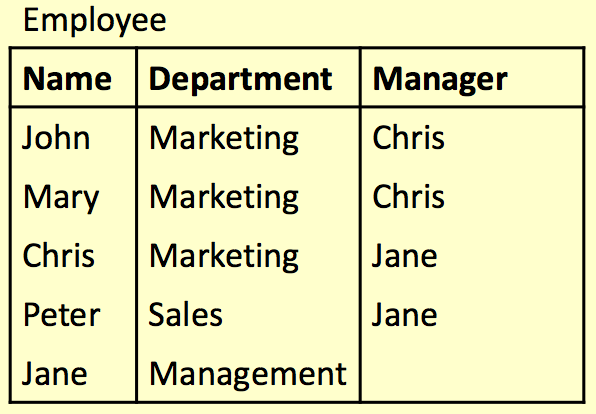 Employee
Name Department Manager
John Marketing Chris
Mary Marketing Chris
Chris Marketing Jane
Peter Sales Jane
Jane Management